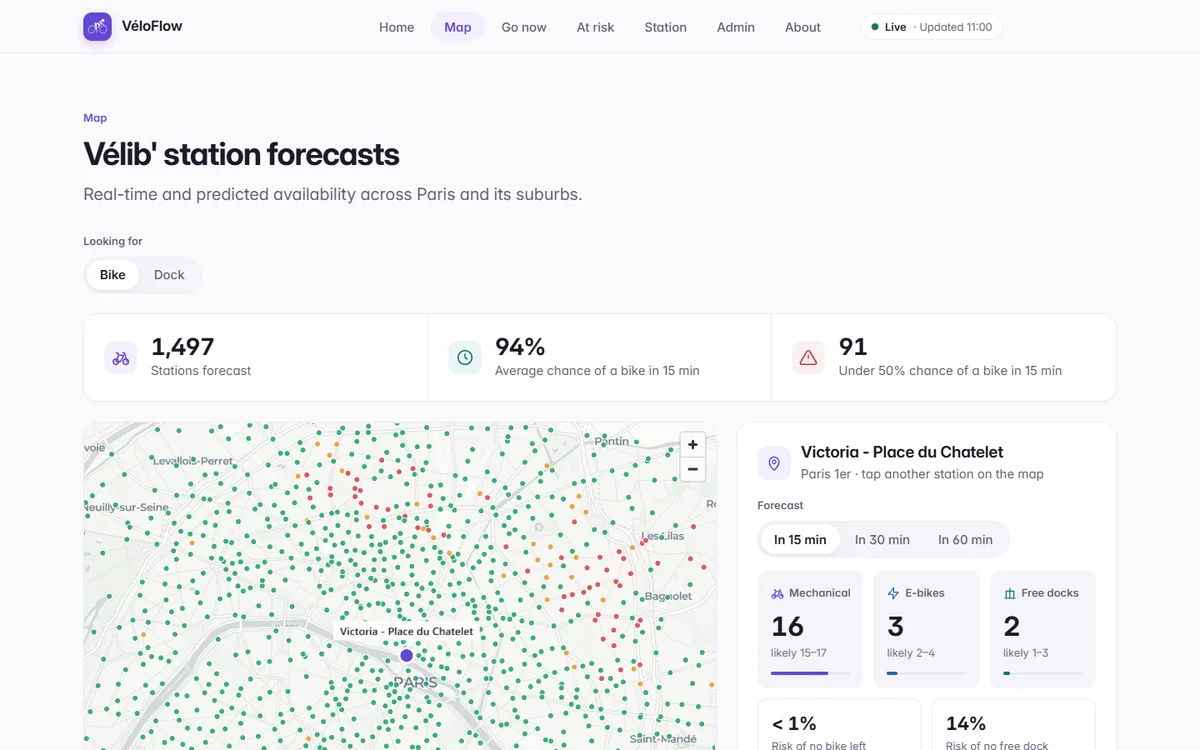 VéloFlow
Home
Map
Go now
At risk
Station
Admin
About
Live · Updated 11:00
Map
Vélib' station forecasts
Real-time and predicted availability across Paris and its suburbs.
Looking for
Bike
Dock
1,497
Stations forecast
94%
Average chance of a bike in 15 min
91
Under 50% chance of a bike in 15 min
voie
Pantin
Levallois-Perret
Neuilly-sur-Seine
Les Lilas
Bagnolet
Victoria - Place du Chatelet
PARIS
Saint-Mandé
+
−
Victoria - Place du Chatelet
Paris 1er · tap another station on the map
Forecast
In 15 min
In 30 min
In 60 min
Mechanical
16
likely 15–17
E-bikes
3
likely 2–4
Free docks
2
likely 1–3
< 1%
Risk of no bike left
14%
Risk of no free dock